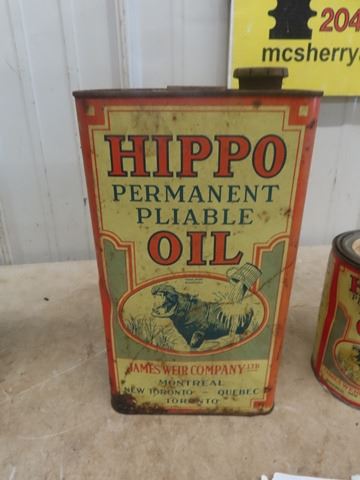 204
mcsherry
HIPPO
PERMANENT
PLIABLE
OIL
JAMES WEIR COMPANY LTD
MONTREAL
NEW TORONTO - QUEBEC
TORONTO